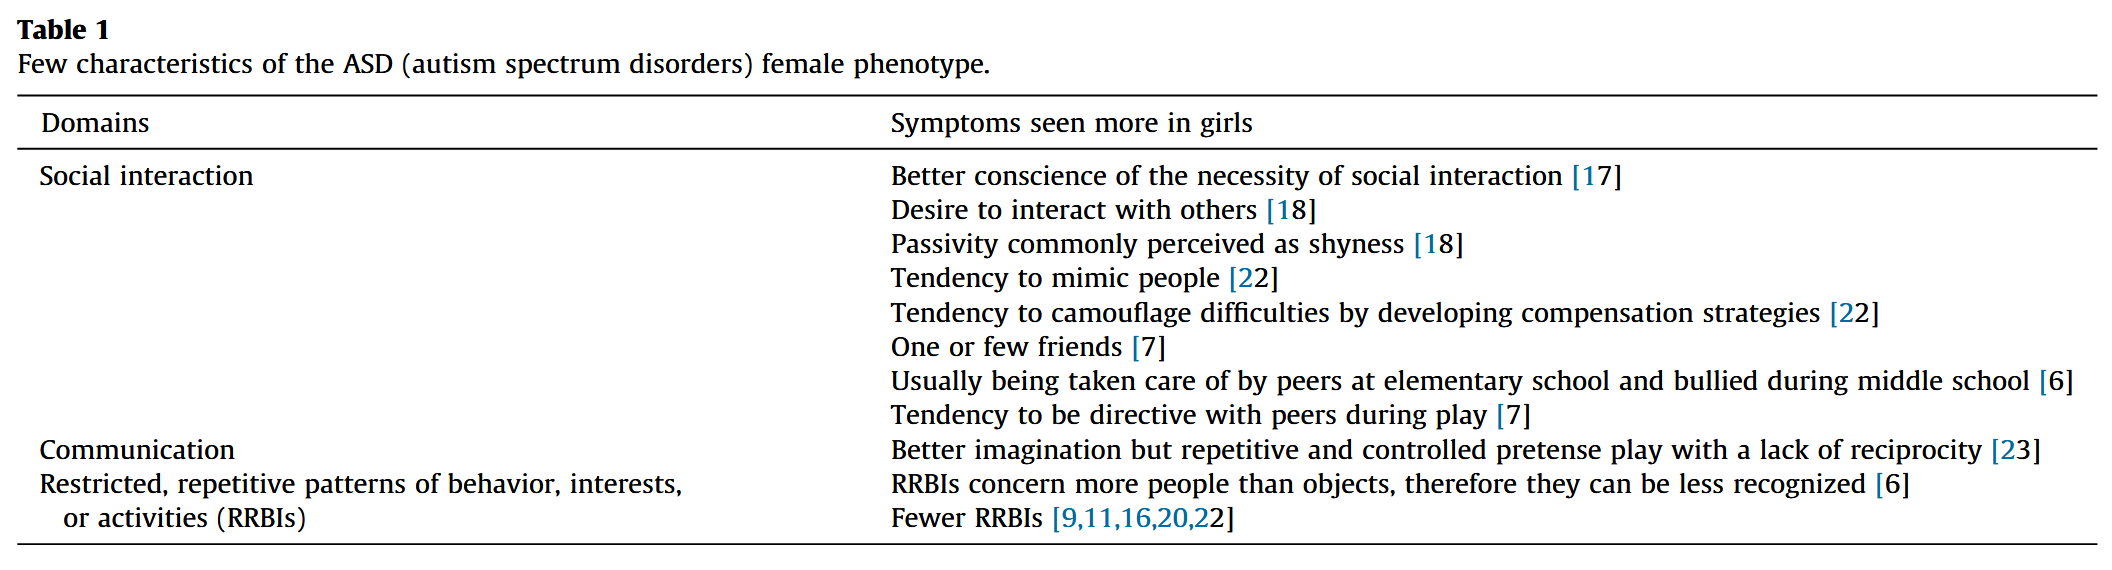 Table 1
Few characteristics of the ASD (autism spectrum disorders) female phenotype.
Domains Symptoms seen more in girls
Social interaction Better conscience of the necessity of social interaction [17]
Desire to interact with others [18]
Passivity commonly perceived as shyness [18]
Tendency to mimic people [22]
Tendency to camouflage difficulties by developing compensation strategies [22]
One or few friends [7]
Usually being taken care of by peers at elementary school and bullied during middle school [6]
Tendency to be directive with peers during play [7]
Communication Better imagination but repetitive and controlled pretense play with a lack of reciprocity [23]
Restricted, repetitive patterns of behavior, interests, RRBIs concern more people than objects, therefore they can be less recognized [6]
or activities (RRBIs) Fewer RRBIs [9,11,16,20,22]